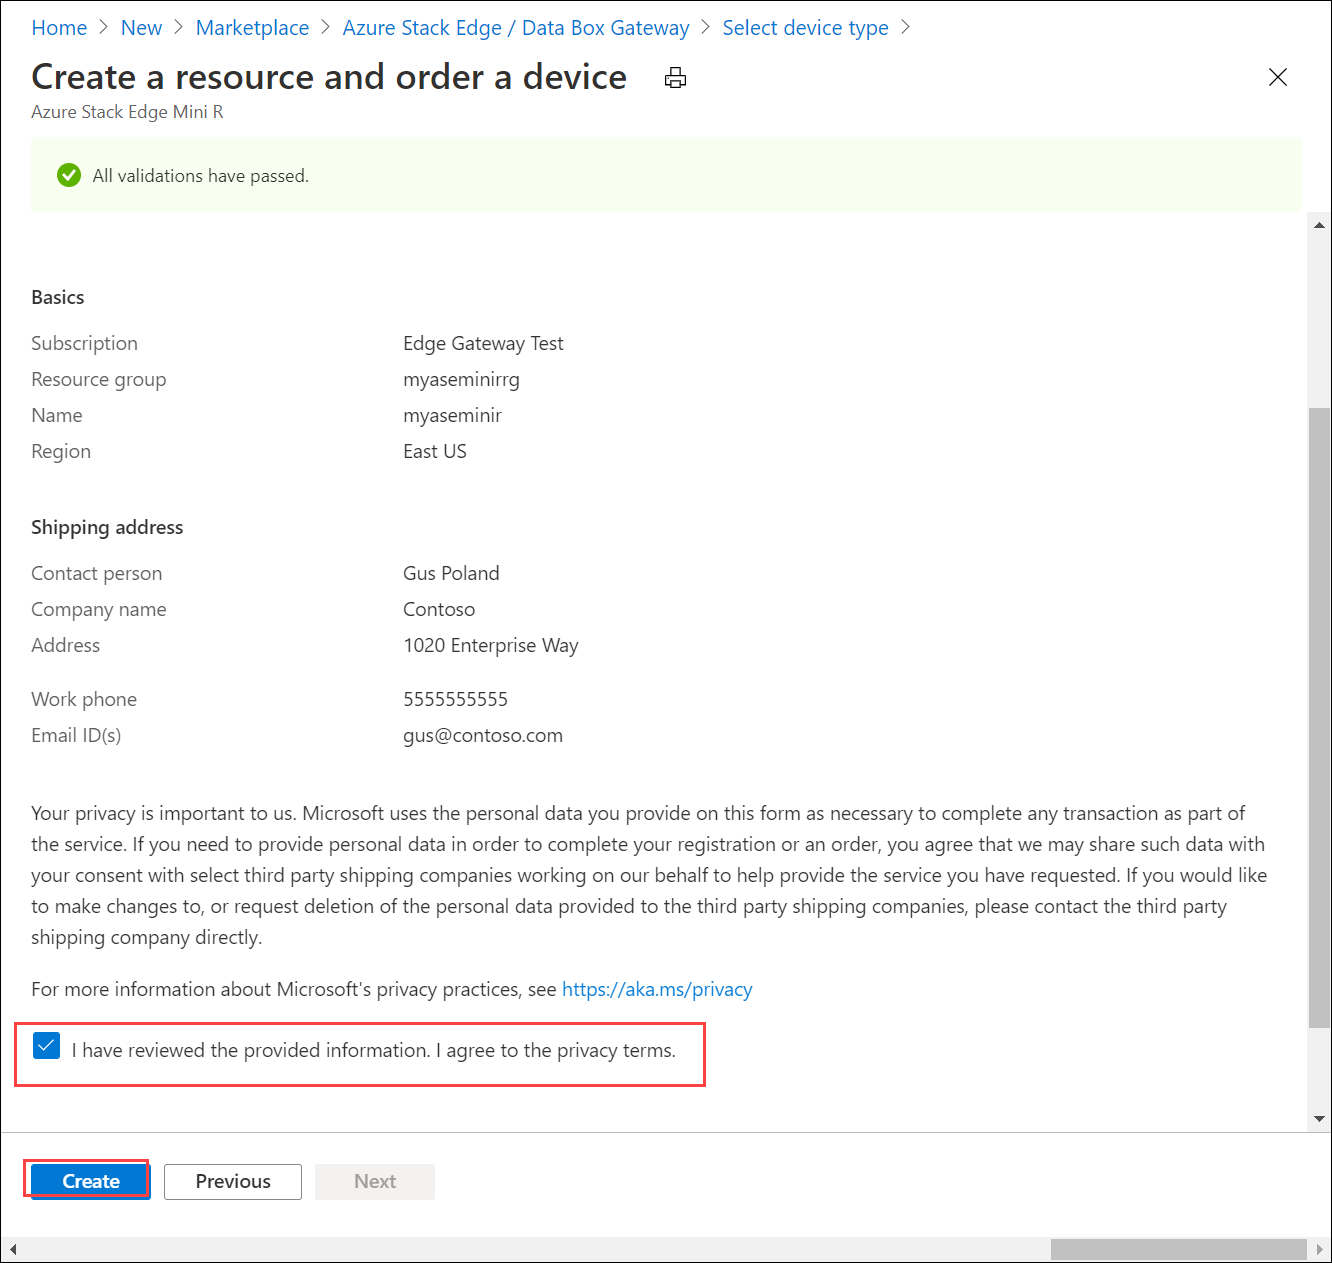 Home > New > Marketplace > Azure Stack Edge / Data Box Gateway > Select device type >
Create a resource and order a device
Azure Stack Edge Mini R
All validations have passed.
Basics
Subscription Edge Gateway Test
Resource group myaseminirrg
Name myaseminir
Region East US
Shipping address
Contact person Gus Poland
Company name Contoso
Address 1020 Enterprise Way
Work phone 5555555555
Email ID(s) gus@contoso.com
Your privacy is important to us. Microsoft uses the personal data you provide on this form as necessary to complete any transaction as part of
the service. If you need to provide personal data in order to complete your registration or an order, you agree that we may share such data with
your consent with select third party shipping companies working on our behalf to help provide the service you have requested. If you would like
to make changes to, or request deletion of the personal data provided to the third party shipping companies, please contact the third party
shipping company directly.
For more information about Microsoft's privacy practices, see https://aka.ms/privacy
I have reviewed the provided information. I agree to the privacy terms.
Create Previous Next